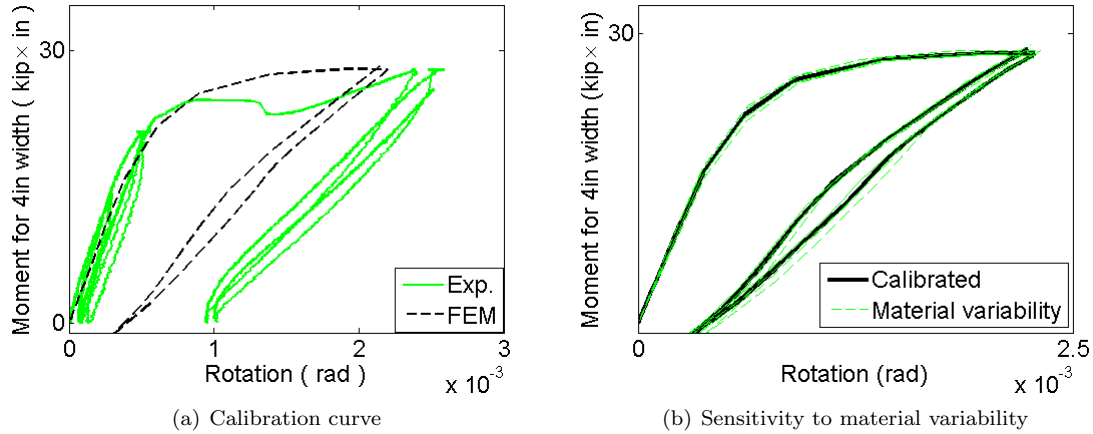 30
Moment for 4in width ( kip× in )
0
Exp.
FEM
0
1
2
3
Rotation ( rad )
x 10⁻³
(a) Calibration curve
30
Moment for 4in width (kip× in)
Calibrated
Material variability
0
2.5
Rotation (rad)
x 10⁻³
(b) Sensitivity to material variability